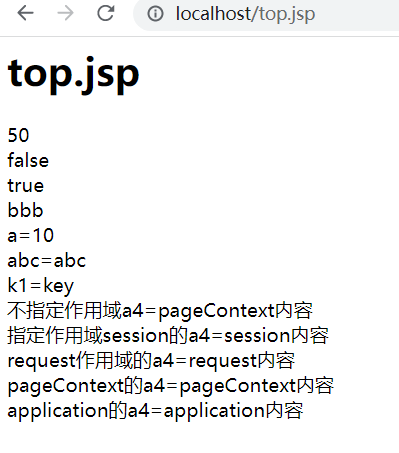 localhost/top.jsp
top.jsp
50
false
true
bbb
a=10
abc=abc
k1=key
不指定作用域a4=pageContext内容
指定作用域session的a4=session内容
request作用域的a4=request内容
pageContext的a4=pageContext内容
application的a4=application内容